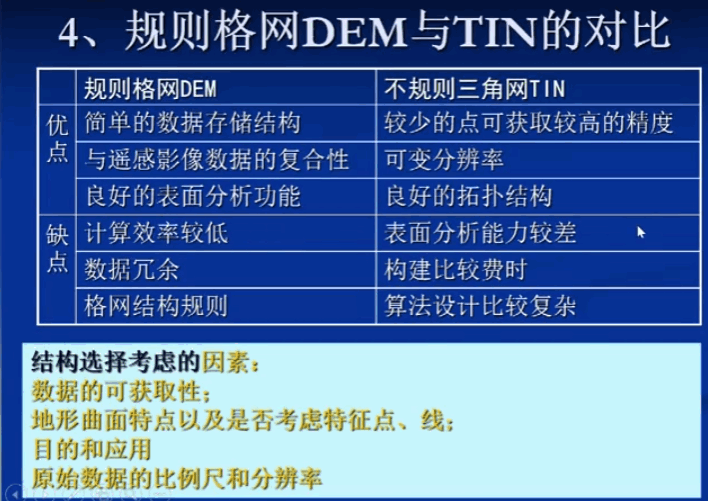 4、规则格网DEM与TIN的对比
规则格网DEM 不规则三角网TIN
优点 简单的数据存储结构 较少的点可获取较高的精度
与遥感影像数据的复合性 可变分辨率
良好的表面分析功能 良好的拓扑结构
缺点 计算效率较低 表面分析能力较差
数据冗余 构建比较费时
格网结构规则 算法设计比较复杂
结构选择考虑的因素：
数据的可获取性；
地形曲面特点以及是否考虑特征点、线；
目的和应用
原始数据的比例尺和分辨率